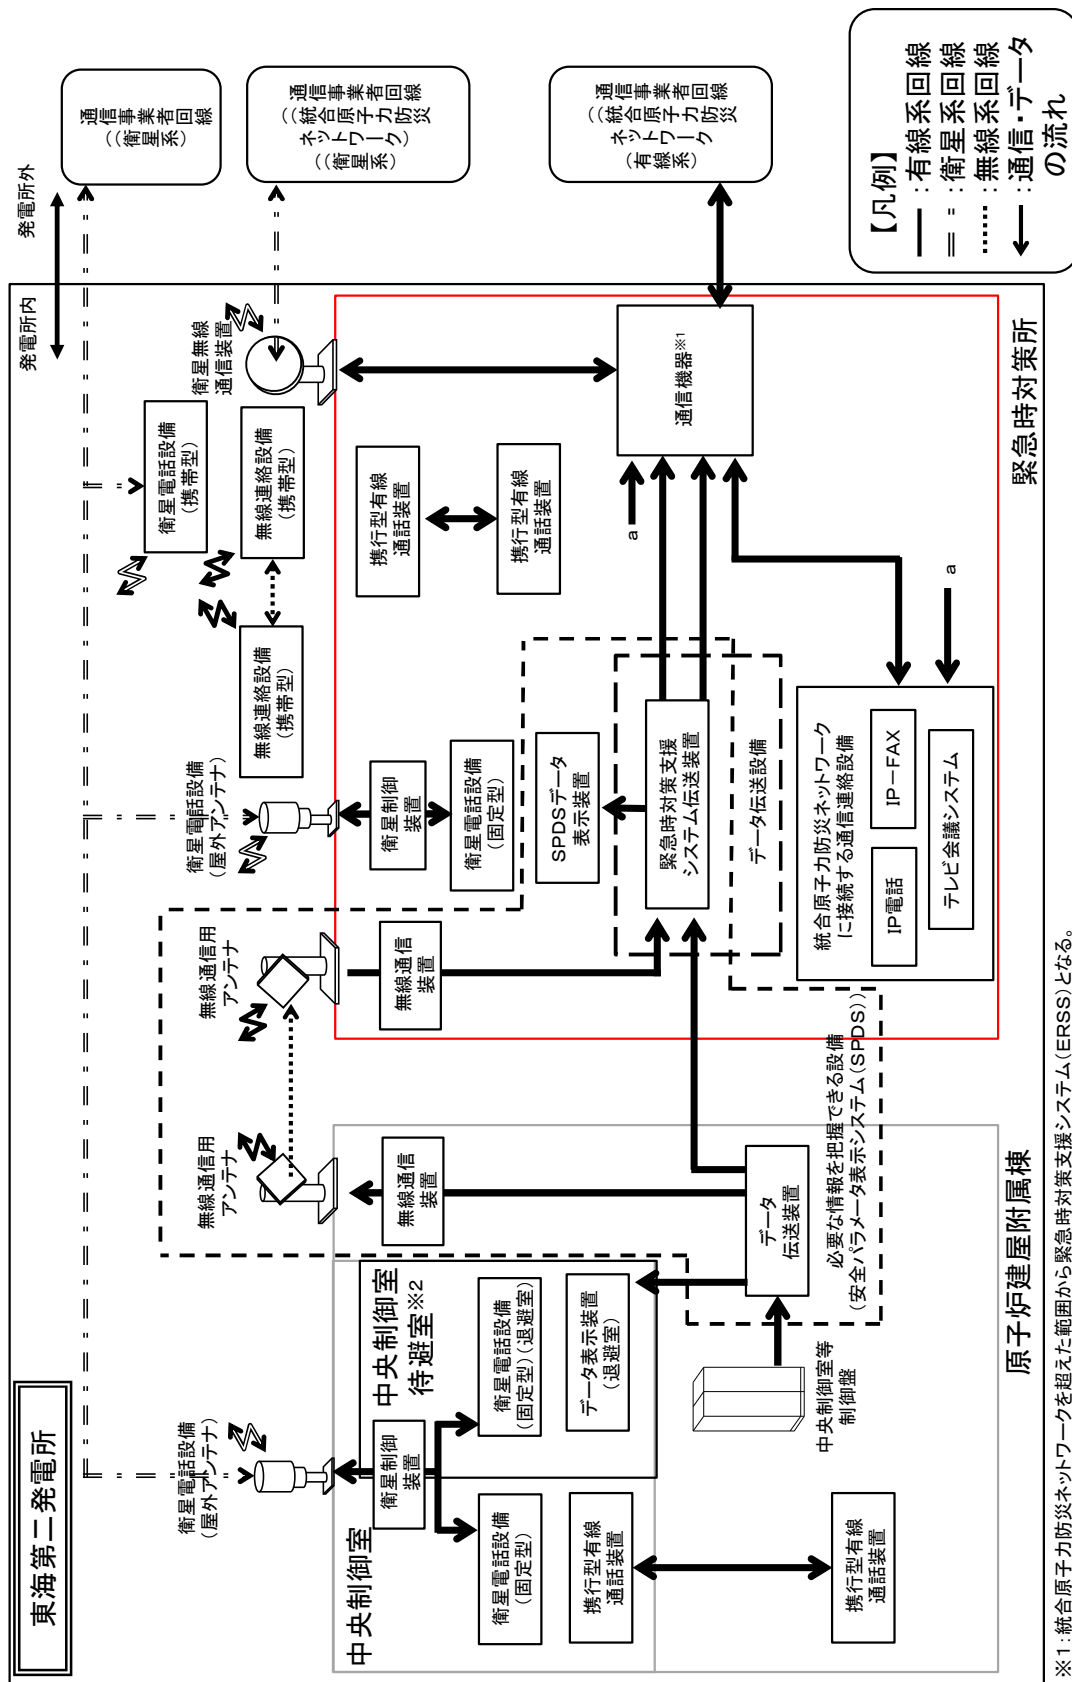 東海第二発電所
発電所内
発電所外
通信事業者回線
((衛星系)
通信事業者回線
((統合原子力防災
ネットワーク)
((衛星系)
通信事業者回線
((統合原子力防災
ネットワーク)
(有線系)
【凡例】
：有線系回線
：衛星系回線
：無線系回線
：通信・データ
の流れ
衛星電話設備
(屋外アンテナ)
無線通信用
アンテナ
無線通信用
アンテナ
衛星電話設備
(屋外アンテナ)
無線連絡設備
(携帯型)
無線連絡設備
(携帯型)
衛星電話設備
(携帯型)
衛星無線
通信装置
中央制御室
衛星制御
装置
中央制御室
待避室※2
衛星電話設備
(固定型)
衛星電話設備
(固定型)(退避室)
データ表示装置
(退避室)
携行型有線
通話装置
携行型有線
通話装置
中央制御室等
制御盤
無線通信
装置
データ
伝送装置
必要な情報を把握できる設備
(安全パラメータ表示システム(SPDS))
原子炉建屋附属棟
無線通信
装置
衛星制御
装置
衛星電話設備
(固定型)
SPDSデータ
表示装置
緊急時対策支援
システム伝送装置
データ伝送設備
携行型有線
通話装置
携行型有線
通話装置
通信機器※1
a
a
統合原子力防災ネットワーク
に接続する通信連絡設備
IP電話
IP－FAX
テレビ会議システム
緊急時対策所
※1：統合原子力防災ネットワークを超えた範囲から緊急時対策支援システム(ERSS)となる。